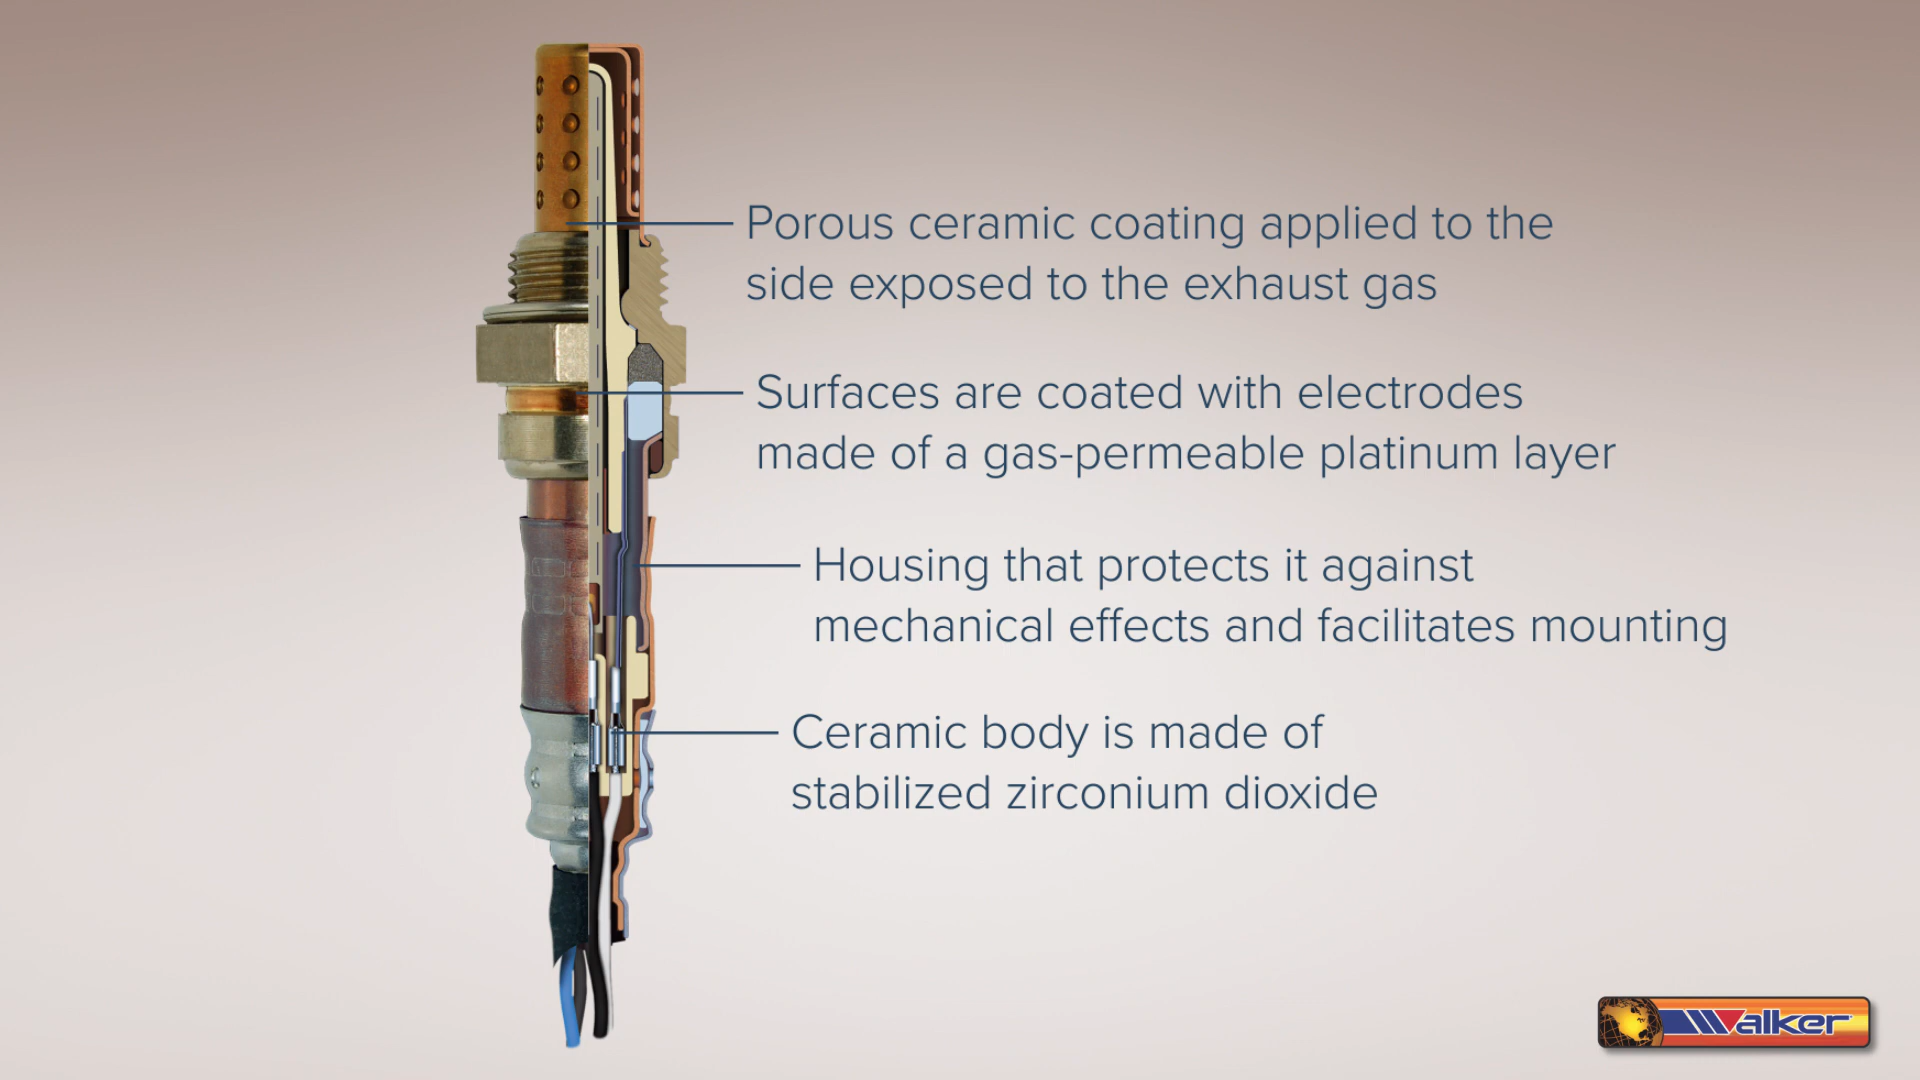 Porous ceramic coating applied to the
side exposed to the exhaust gas
Surfaces are coated with electrodes
made of a gas-permeable platinum layer
Housing that protects it against
mechanical effects and facilitates mounting
Ceramic body is made of
stabilized zirconium dioxide
Walker